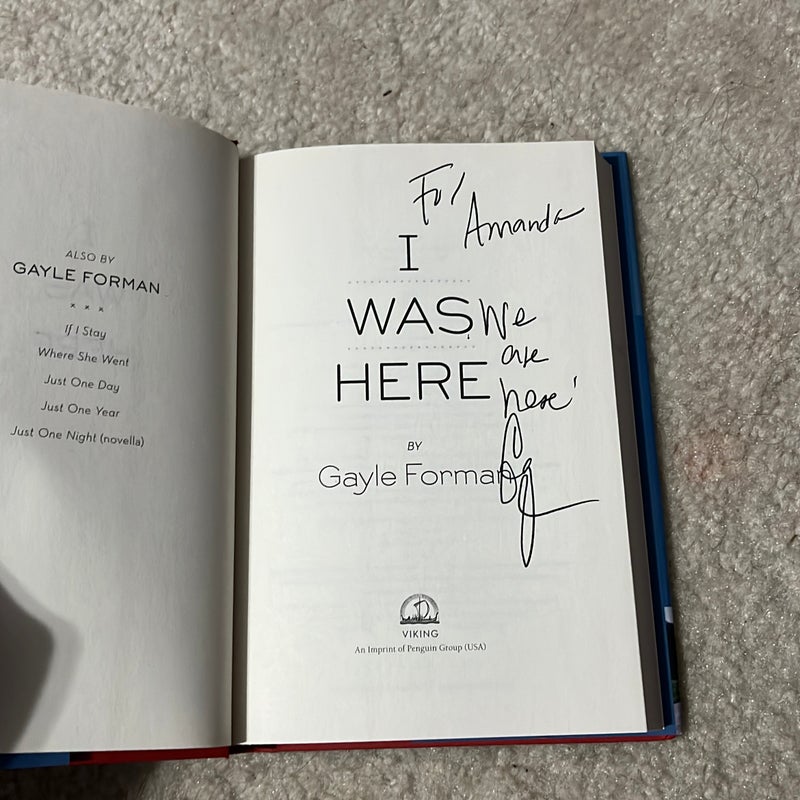 ALSO BY
GAYLE FORMAN
× × ×
If I Stay
Where She Went
Just One Day
Just One Year
Just One Night (novella)
For
Amanda
I
WAS We
are
HERE here!
BY
Gayle Forman
VIKING
An Imprint of Penguin Group (USA)